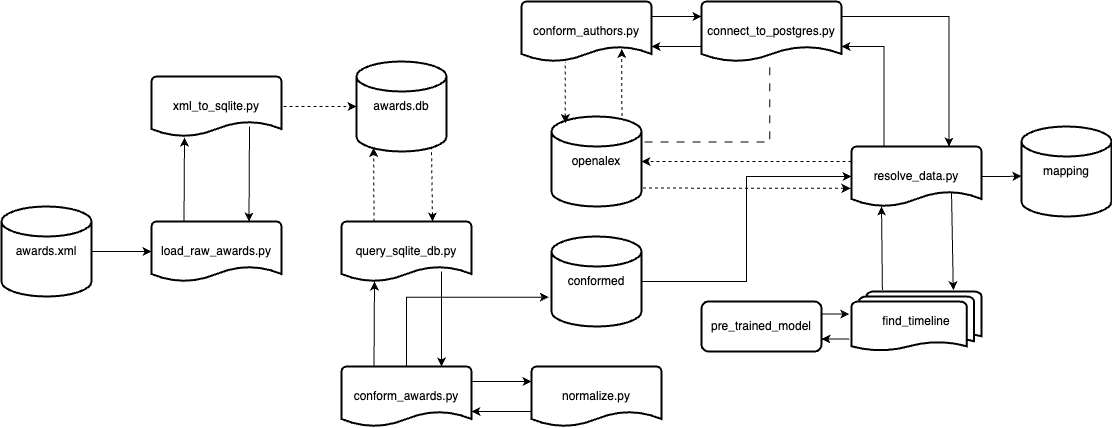 conform_authors.py
connect_to_postgres.py
xml_to_sqlite.py
awards.db
openalex
resolve_data.py
mapping
awards.xml
load_raw_awards.py
query_sqlite_db.py
conformed
pre_trained_model
find_timeline
conform_awards.py
normalize.py